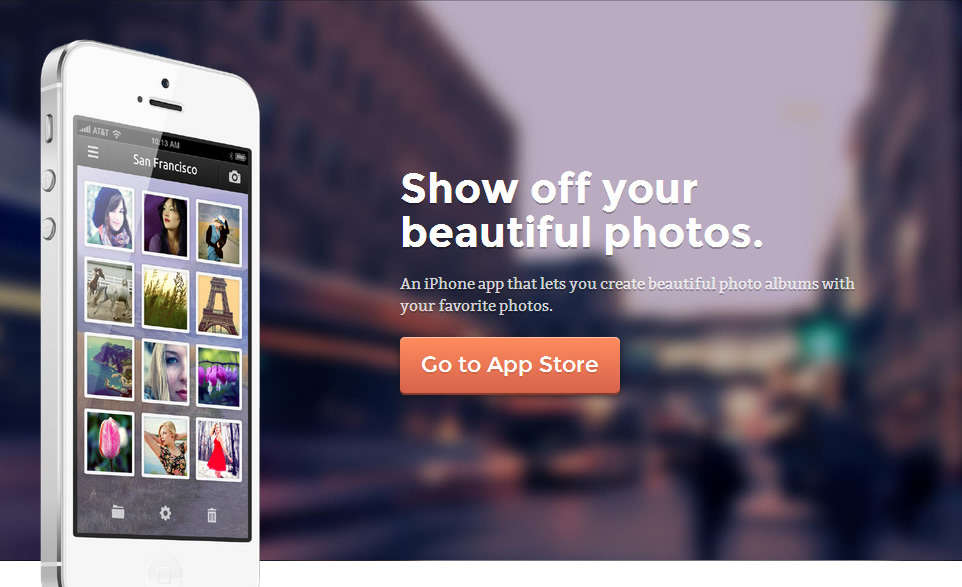 AT&T
10:13 AM
San Francisco
Show off your
beautiful photos.
An iPhone app that lets you create beautiful photo albums with
your favorite photos.
Go to App Store